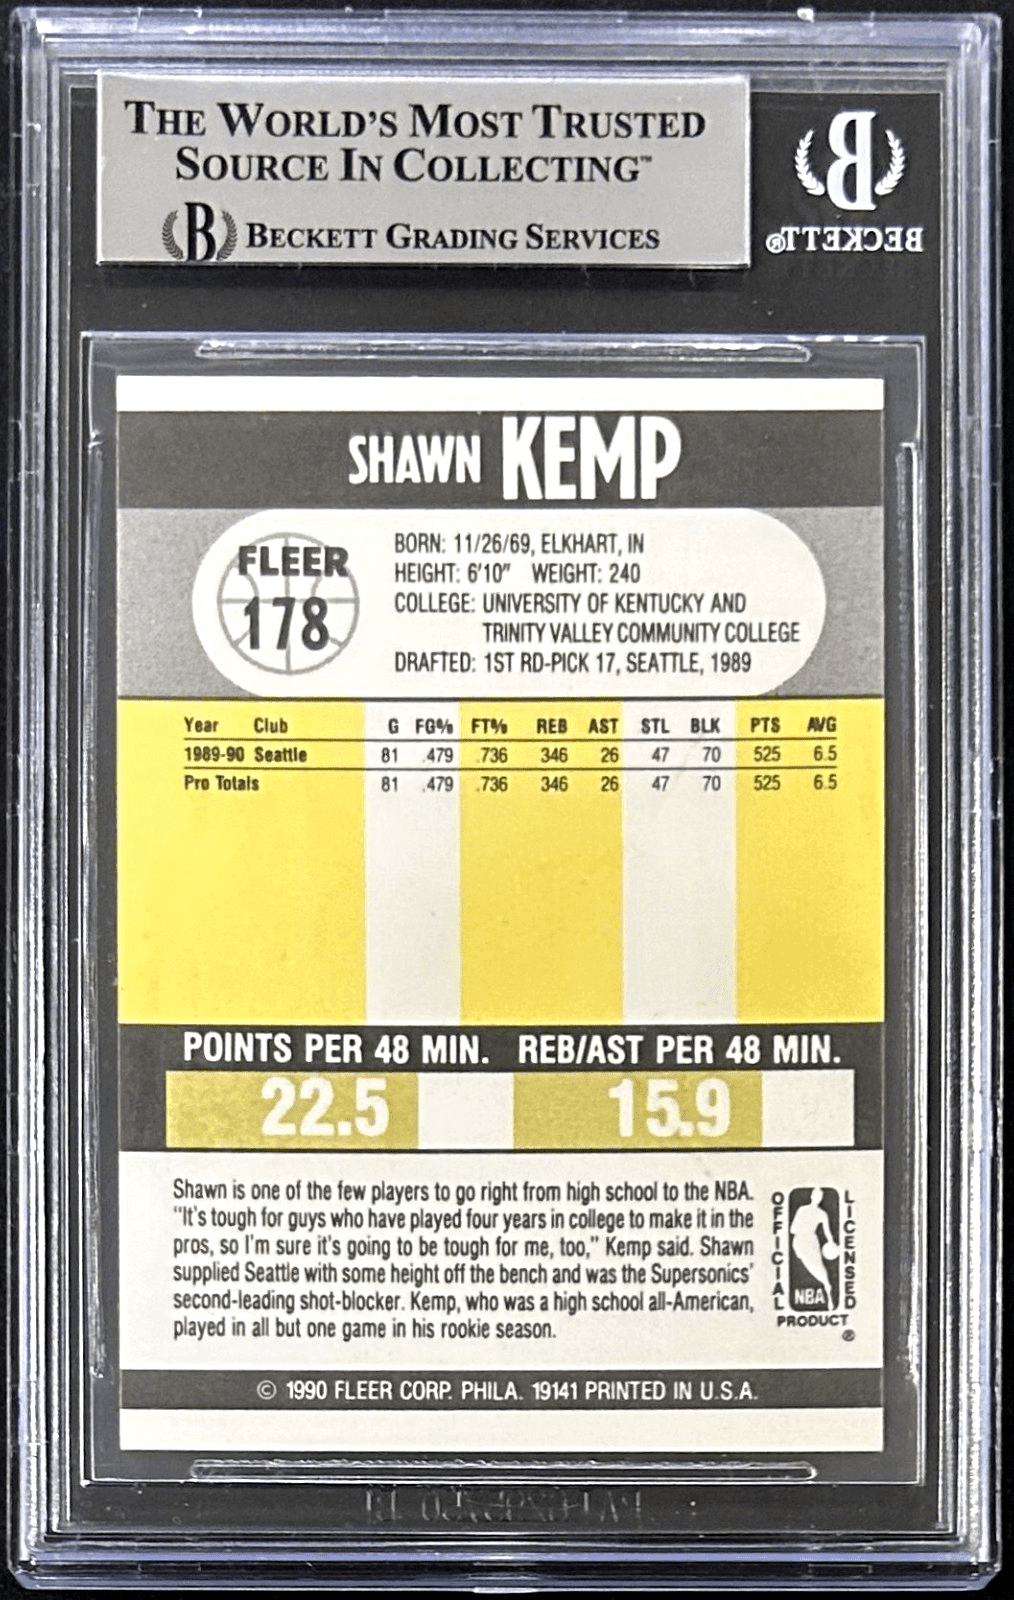 THE WORLD'S MOST TRUSTED
SOURCE IN COLLECTING™
B BECKETT GRADING SERVICES
B
BECKETT®
SHAWN KEMP
FLEER
178
BORN: 11/26/69, ELKHART, IN
HEIGHT: 6'10" WEIGHT: 240
COLLEGE: UNIVERSITY OF KENTUCKY AND
TRINITY VALLEY COMMUNITY COLLEGE
DRAFTED: 1ST RD-PICK 17, SEATTLE, 1989
Year Club G FG% FT% REB AST STL BLK PTS AVG
1989-90 Seattle 81 .479 .736 346 26 47 70 525 6.5
Pro Totals 81 .479 .736 346 26 47 70 525 6.5
POINTS PER 48 MIN. REB/AST PER 48 MIN.
22.5 15.9
Shawn is one of the few players to go right from high school to the NBA.
"It's tough for guys who have played four years in college to make it in the
pros, so I'm sure it's going to be tough for me, too," Kemp said. Shawn
supplied Seattle with some height off the bench and was the Supersonics'
second-leading shot-blocker. Kemp, who was a high school all-American,
played in all but one game in his rookie season.
OFFICIAL
NBA
LICENSED
PRODUCT
®
© 1990 FLEER CORP. PHILA. 19141 PRINTED IN U.S.A.